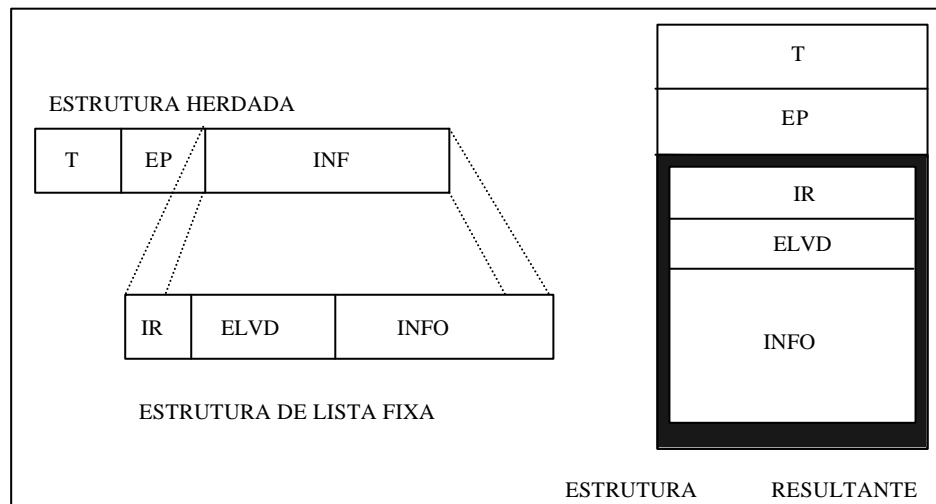 ESTRUTURA HERDADA
T EP INF
IR ELVD INFO
ESTRUTURA DE LISTA FIXA
T
EP
IR
ELVD
INFO
ESTRUTURA RESULTANTE